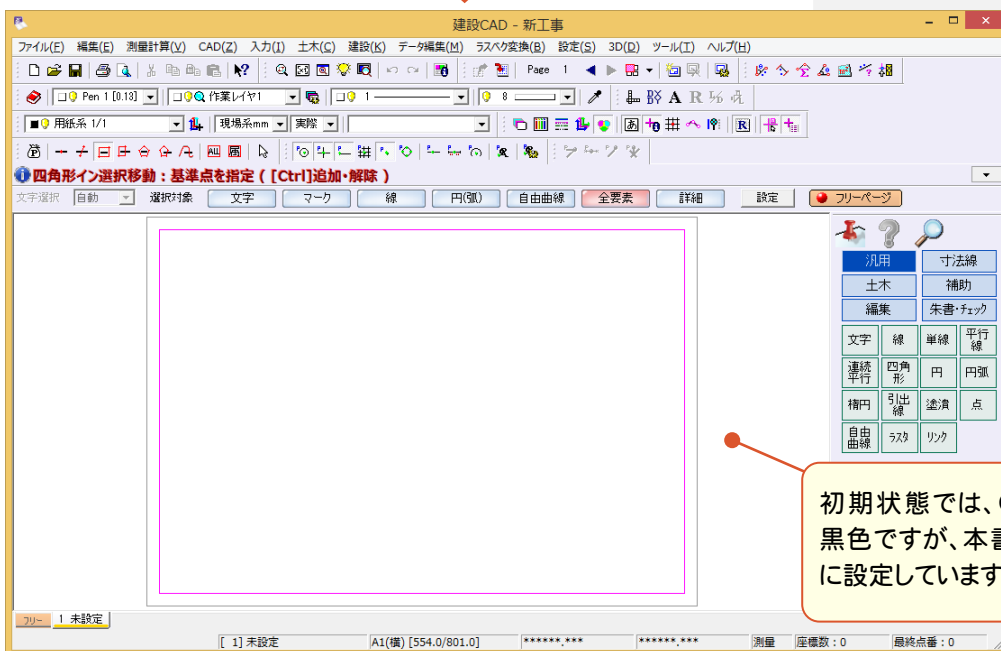 建設CAD - 新工事
ファイル(F) 編集(E) 測量計算(V) CAD(Z) 入力(I) 土木(C) 建設(K) データ編集(M) ラスベク変換(B) 設定(S) 3D(D) ツール(T) ヘルプ(H)
Page 1
Pen 1 [0.13] 作業レイヤ1 1 8 A R
用紙系 1/1 現場系mm 実際 あ R
ALL
四角形イン選択移動：基準点を指定 ( [Ctrl]追加・解除 )
文字選択 自動 選択対象 文字 マーク 線 円(弧) 自由曲線 全要素 詳細 設定 フリーページ
汎用 寸法線
土木 補助
編集 朱書・チェック
文字 線 単線 平行線
連続平行 四角形 円 円弧
楕円 引出線 塗潰 点
自由曲線 ラスタ リンク
初期状態では、
黒色ですが、本書
に設定しています
フリー 1 未設定
[ 1] 未設定 A1(横) [554.0/801.0] ******.*** ******.*** 測量 座標数：0 最終点番：0